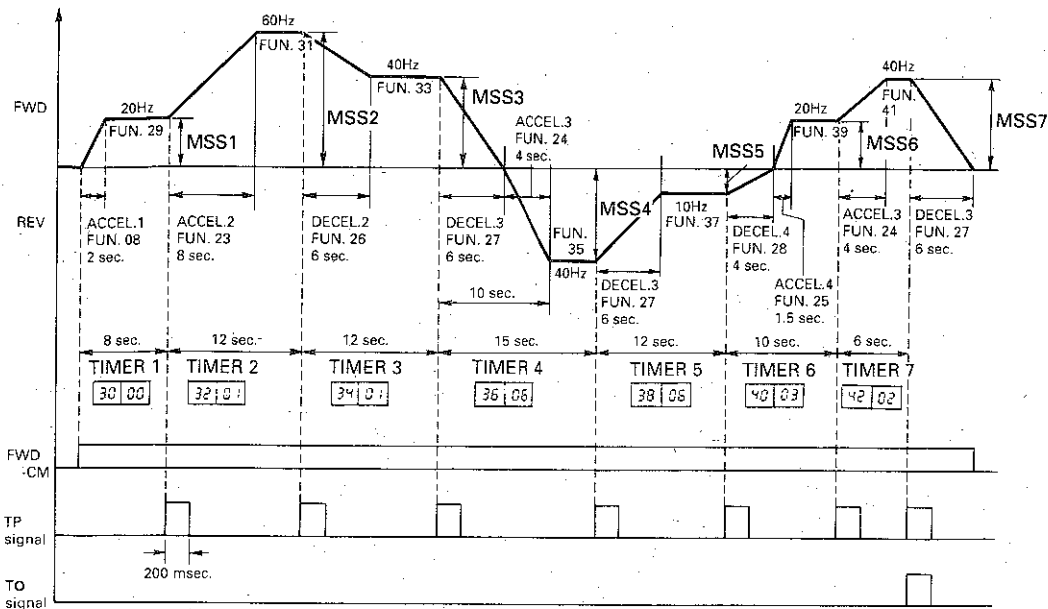 60Hz
FUN. 31
40Hz
FUN. 33
MSS3
20Hz
FUN. 29
MSS1
MSS2
FWD
ACCEL.3
FUN. 24
4 sec.
MSS5
20Hz
FUN. 39
40Hz
FUN. 41
MSS6
MSS7
REV
ACCEL.1
FUN. 08
2 sec.
ACCEL.2
FUN. 23
8 sec.
DECEL.2
FUN. 26
6 sec.
DECEL.3
FUN. 27
6 sec.
FUN. 35
40Hz
MSS4
DECEL.3
FUN. 27
6 sec.
10Hz
FUN. 37
DECEL.4
FUN. 28
4 sec.
ACCEL.4
FUN. 25
1.5 sec.
ACCEL.3
FUN. 24
4 sec.
DECEL.3
FUN. 27
6 sec.
10 sec.
8 sec. 12 sec. 12 sec. 15 sec. 12 sec. 10 sec. 6 sec.
TIMER 1 TIMER 2 TIMER 3 TIMER 4 TIMER 5 TIMER 6 TIMER 7
30 00 32 01 34 01 36 06 38 06 40 03 42 02
FWD
-CM
TP
signal
200 msec.
TO
signal